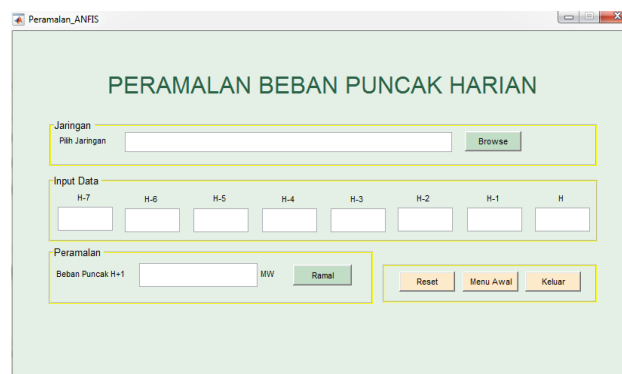 Peramalan_ANFIS
PERAMALAN BEBAN PUNCAK HARIAN
Jaringan
Pilih Jaringan Browse
Input Data
H-7 H-6 H-5 H-4 H-3 H-2 H-1 H
Peramalan
Beban Puncak H+1 MW Ramal
Reset Menu Awal Keluar